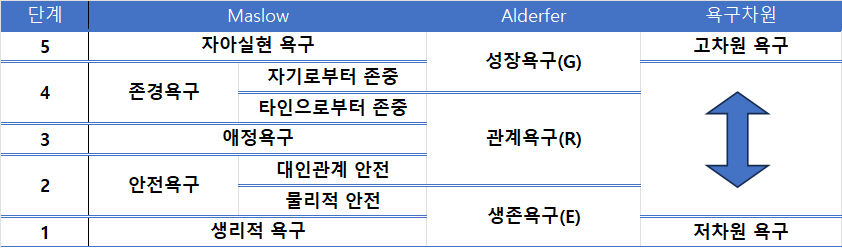 단계 Maslow Alderfer 욕구차원
5 자아실현 욕구 성장욕구(G) 고차원 욕구
4 존경욕구 자기로부터 존중
타인으로부터 존중
3 애정욕구 관계욕구(R)
2 안전욕구 대인관계 안전
물리적 안전 생존욕구(E)
1 생리적 욕구 저차원 욕구